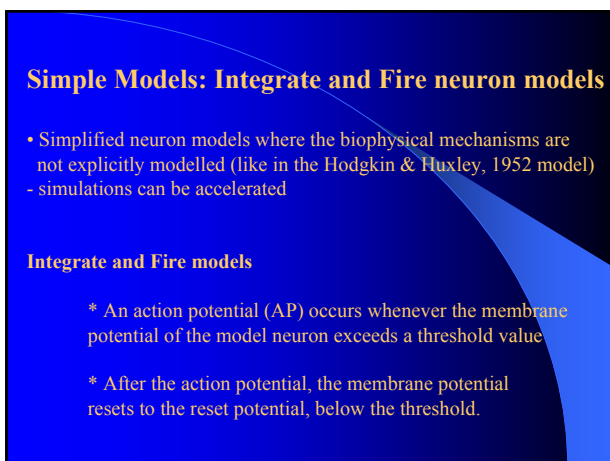 Simple Models: Integrate and Fire neuron models
• Simplified neuron models where the biophysical mechanisms are
not explicitly modelled (like in the Hodgkin & Huxley, 1952 model)
- simulations can be accelerated
Integrate and Fire models
* An action potential (AP) occurs whenever the membrane
potential of the model neuron exceeds a threshold value
* After the action potential, the membrane potential
resets to the reset potential, below the threshold.